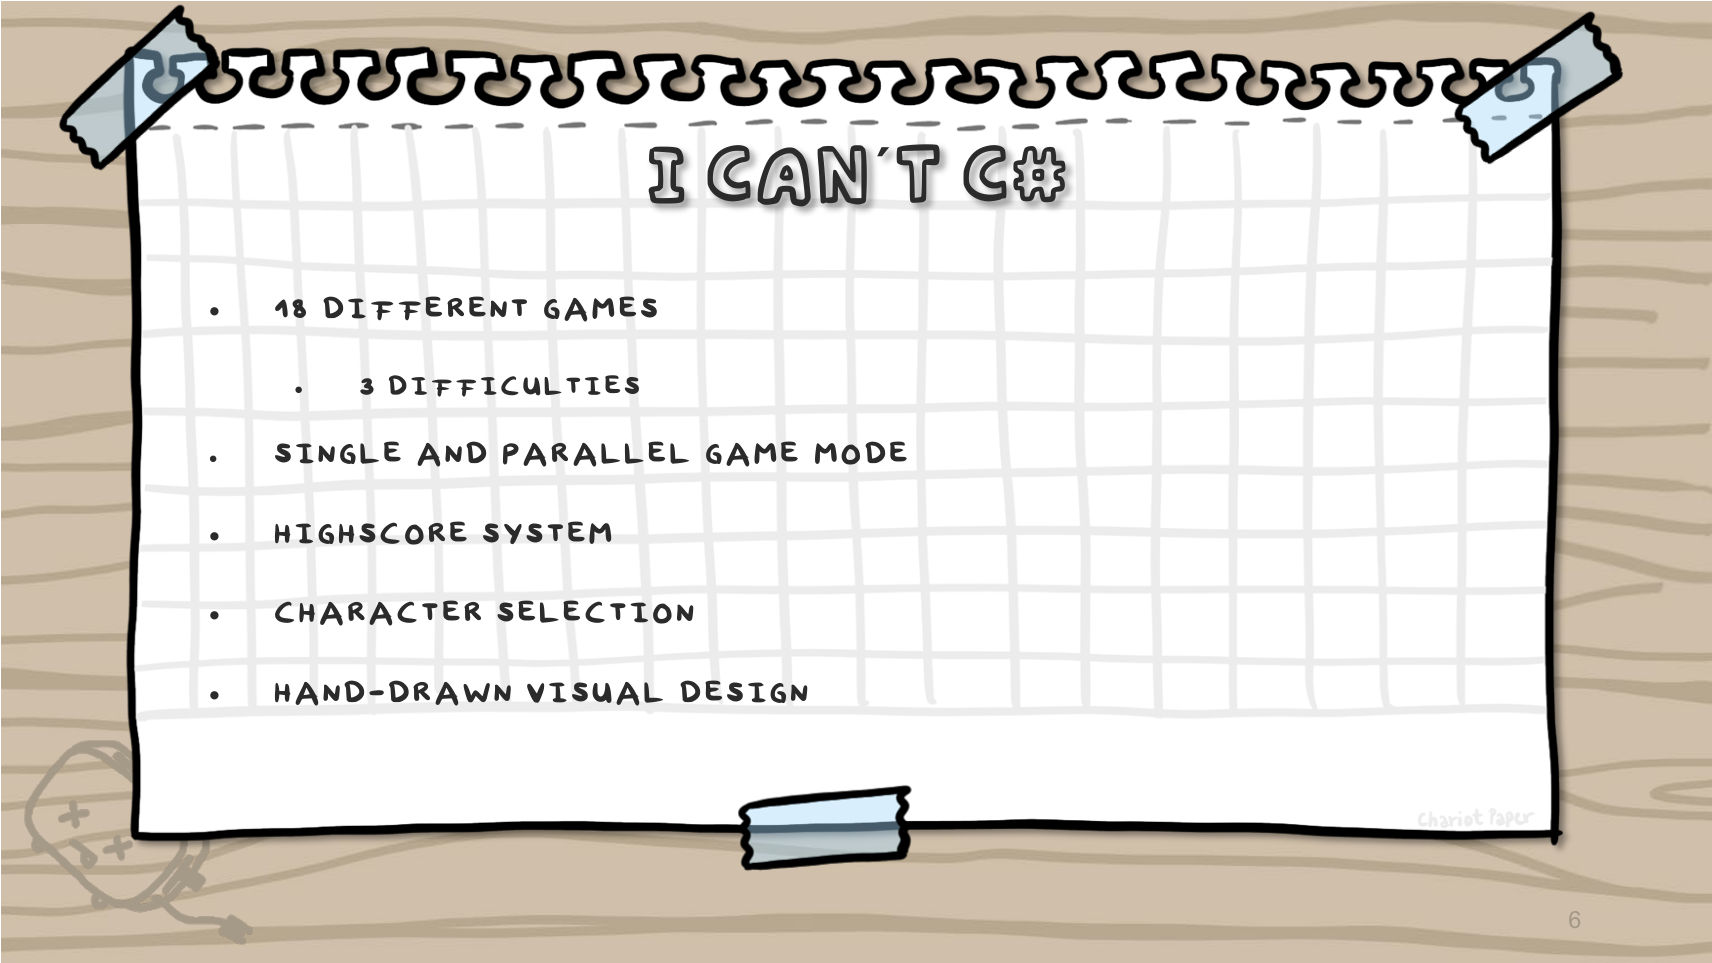 I CAN´T C#
• 18 DIFFERENT GAMES
• 3 DIFFICULTIES
• SINGLE AND PARALLEL GAME MODE
• HIGHSCORE SYSTEM
• CHARACTER SELECTION
• HAND-DRAWN VISUAL DESIGN
Chariot Paper
6